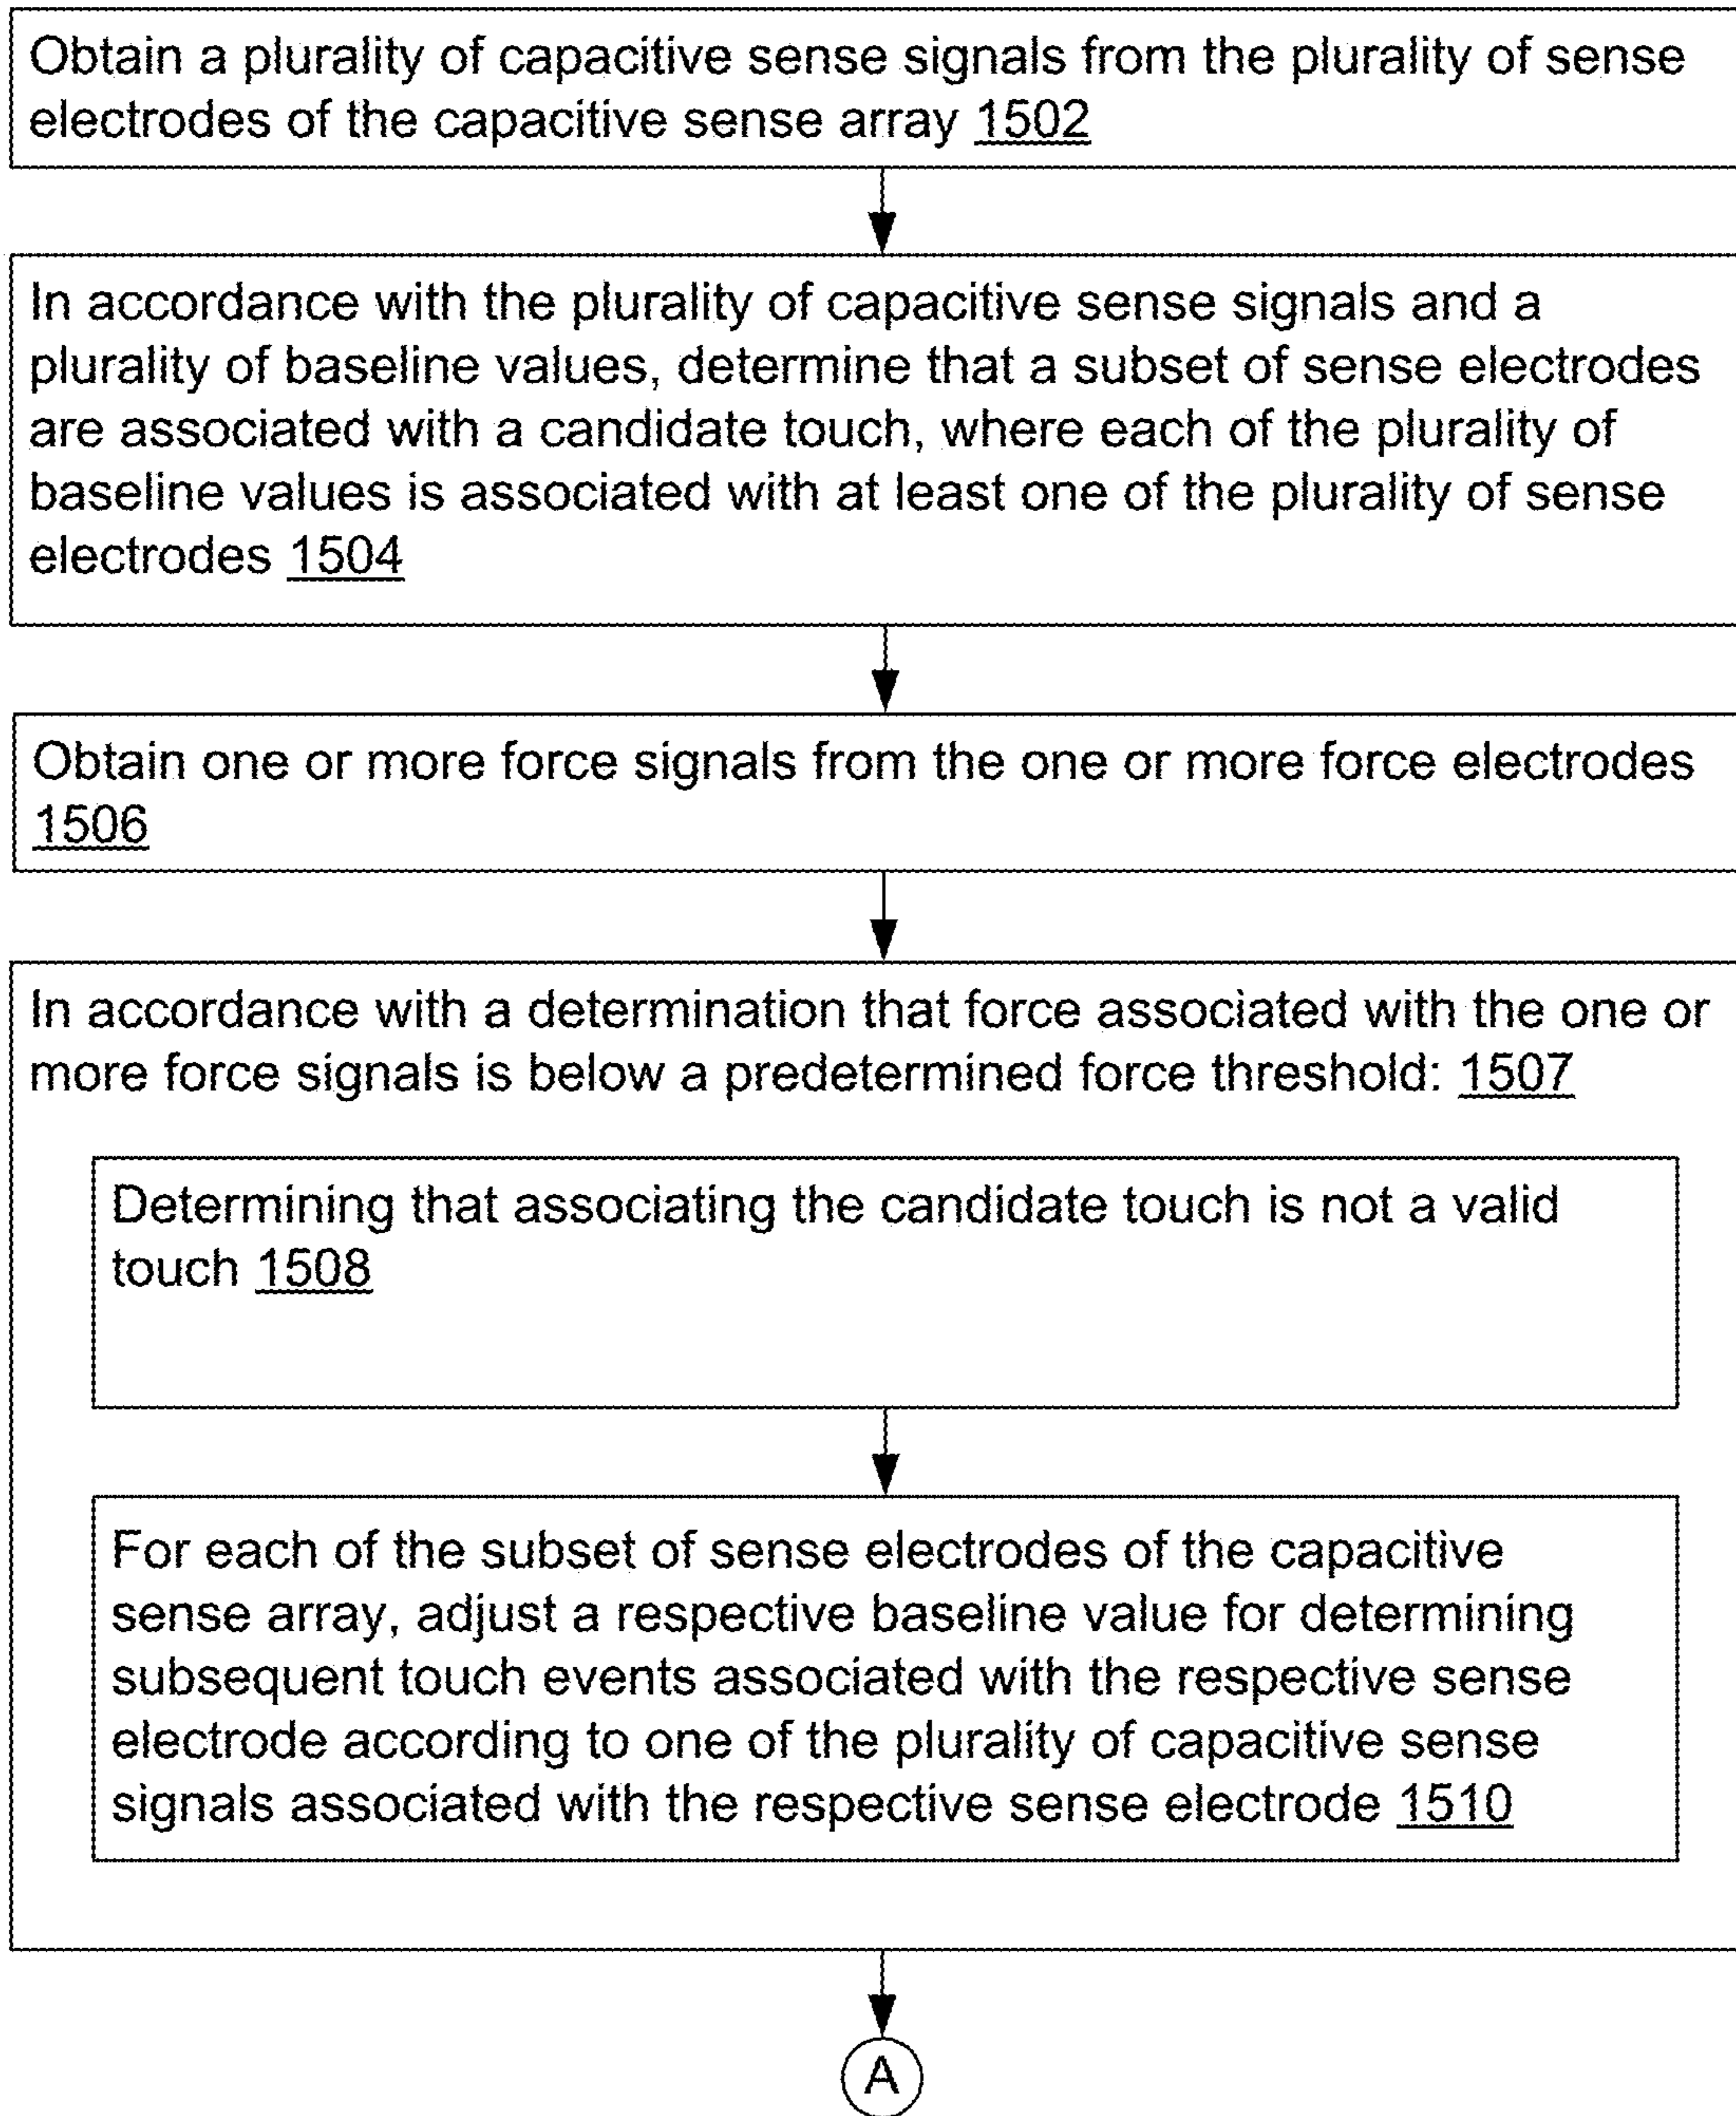 Obtain a plurality of capacitive sense signals from the plurality of sense
electrodes of the capacitive sense array 1502
In accordance with the plurality of capacitive sense signals and a
plurality of baseline values, determine that a subset of sense electrodes
are associated with a candidate touch, where each of the plurality of
baseline values is associated with at least one of the plurality of sense
electrodes 1504
Obtain one or more force signals from the one or more force electrodes
1506
In accordance with a determination that force associated with the one or
more force signals is below a predetermined force threshold: 1507
Determining that associating the candidate touch is not a valid
touch 1508
For each of the subset of sense electrodes of the capacitive
sense array, adjust a respective baseline value for determining
subsequent touch events associated with the respective sense
electrode according to one of the plurality of capacitive sense
signals associated with the respective sense electrode 1510
A